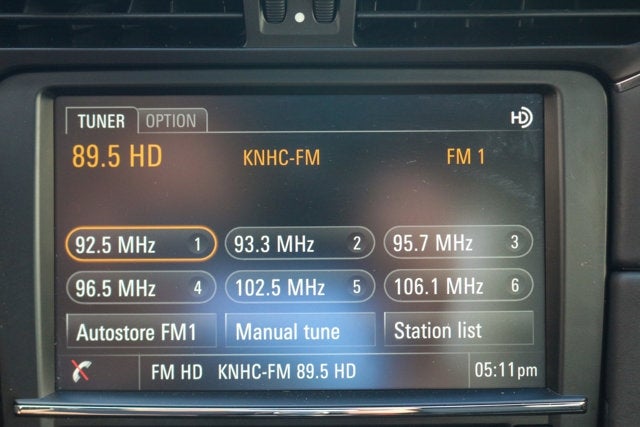 TUNER OPTION HD
89.5 HD KNHC-FM FM 1
92.5 MHz 1 93.3 MHz 2 95.7 MHz 3
96.5 MHz 4 102.5 MHz 5 106.1 MHz 6
Autostore FM1 Manual tune Station list
FM HD KNHC-FM 89.5 HD 05:11pm